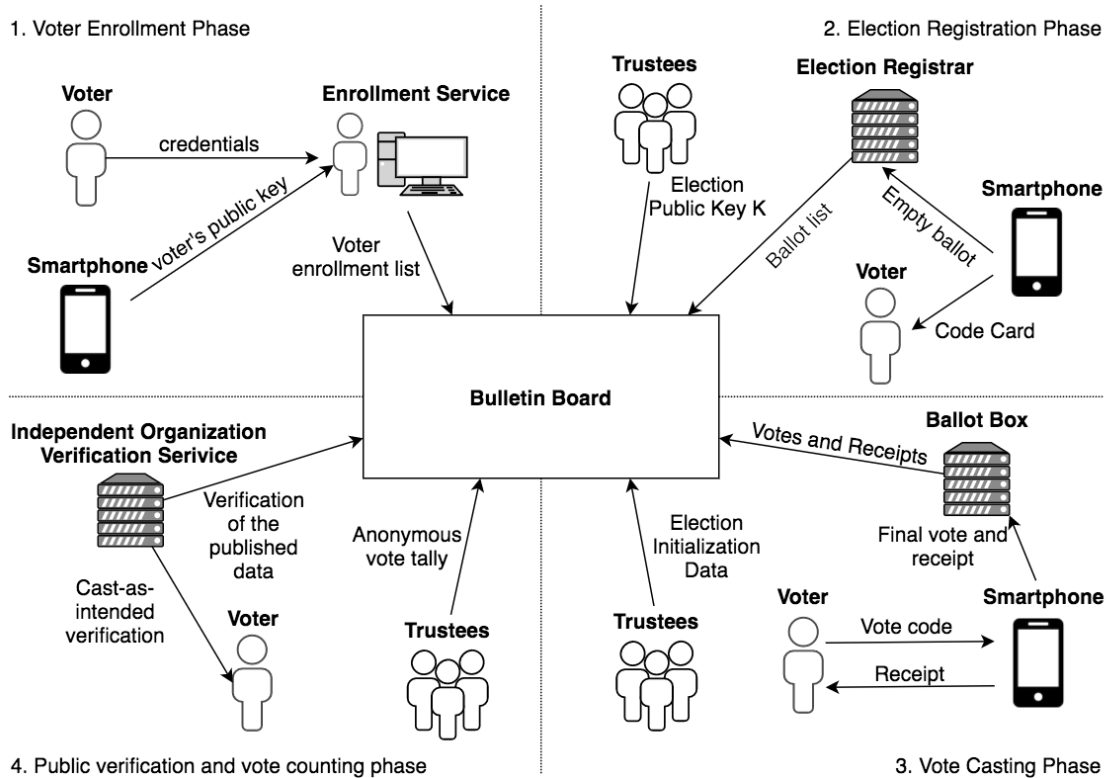 1. Voter Enrollment Phase
Voter
Enrollment Service
credentials
voter's public key
Smartphone
Voter
enrollment list
2. Election Registration Phase
Trustees
Election Registrar
Election
Public Key K
Ballot list
Empty ballot
Smartphone
Voter
Code Card
Bulletin Board
Independent Organization
Verification Serivice
Verification
of the
published
data
Cast-as-
intended
verification
Voter
Anonymous
vote tally
Trustees
4. Public verification and vote counting phase
Ballot Box
Votes and Receipts
Election
Initialization
Data
Final vote and
receipt
Trustees
Voter
Smartphone
Vote code
Receipt
3. Vote Casting Phase